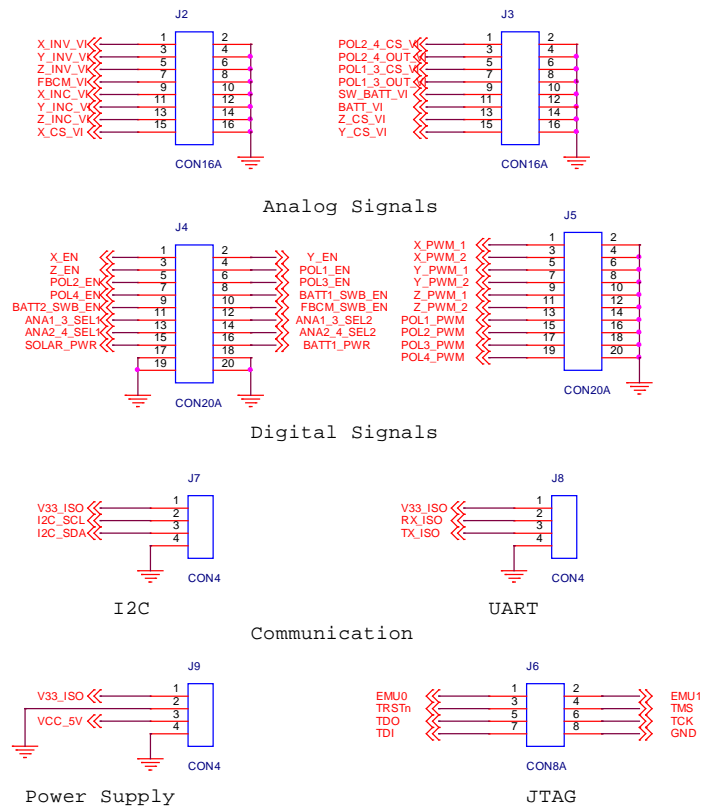 J2 J3
X_INV_VI 1 2 POL2_4_CS_VI 1 2
Y_INV_VI 3 4 POL2_4_OUT_VI 3 4
Z_INV_VI 5 6 POL1_3_CS_VI 5 6
FBCM_VI 7 8 POL1_3_OUT_VI 7 8
X_INC_VI 9 10 SW_BATT_VI 9 10
Y_INC_VI 11 12 BATT_VI 11 12
Z_INC_VI 13 14 Z_CS_VI 13 14
X_CS_VI 15 16 Y_CS_VI 15 16
CON16A CON16A
Analog Signals
J4 J5
X_PWM_1 1 2
X_EN 1 2 Y_EN X_PWM_2 3 4
Z_EN 3 4 POL1_EN Y_PWM_1 5 6
POL2_EN 5 6 POL3_EN Y_PWM_2 7 8
POL4_EN 7 8 BATT1_SWB_EN Z_PWM_1 9 10
BATT2_SWB_EN 9 10 FBCM_SWB_EN Z_PWM_2 11 12
ANA1_3_SEL1 11 12 ANA1_3_SEL2 POL1_PWM 13 14
ANA2_4_SEL1 13 14 ANA2_4_SEL2 POL2_PWM 15 16
SOLAR_PWR 15 16 BATT1_PWR POL3_PWM 17 18
17 18 POL4_PWM 19 20
19 20
CON20A CON20A
Digital Signals
J7 J8
V33_ISO 1 V33_ISO 1
I2C_SCL 2 RX_ISO 2
I2C_SDA 3 TX_ISO 3
4 4
CON4 CON4
I2C UART
Communication
J9 J6
V33_ISO 1 EMU0 1 2 EMU1
2 TRSTn 3 4 TMS
VCC_5V 3 TDO 5 6 TCK
4 TDI 7 8 GND
CON4 CON8A
Power Supply JTAG